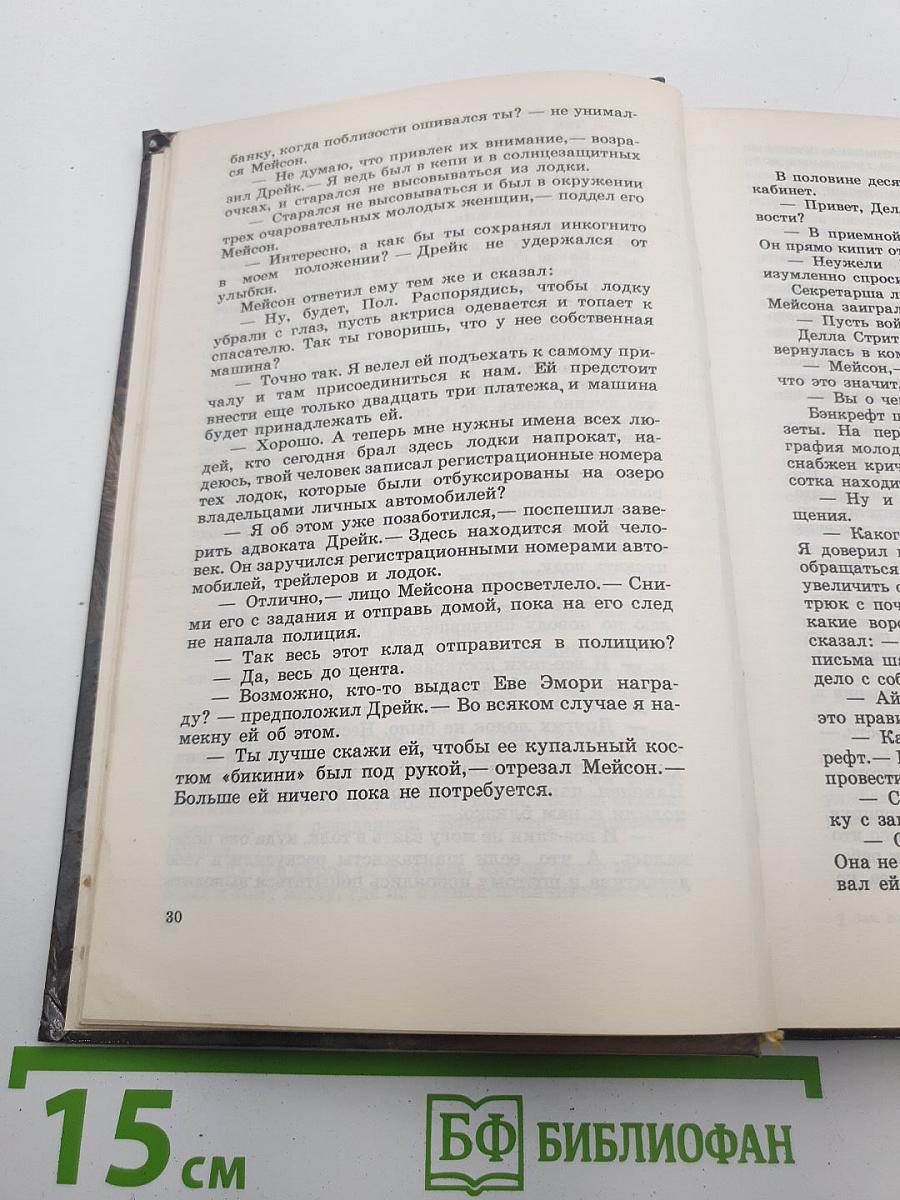 банку, когда поблизости ошивался ты? — не унимал-
ся Мейсон.
— Не думаю, что привлек их внимание,— возра-
зил Дрейк.— Я ведь был в кепи и в солнцезащитных
очках, и старался не высовываться из лодки.
— Старался не высовываться и был в окружении
трех очаровательных молодых женщин,— поддел его
Мейсон.
— Интересно, а как бы ты сохранял инкогнито
в моем положении? — Дрейк не удержался от
улыбки.
Мейсон ответил ему тем же и сказал:
— Ну, будет, Пол. Распорядись, чтобы лодку
убрали с глаз, пусть актриса одевается и топает к
спасателю. Так ты говоришь, что у нее собственная
машина?
— Точно так. Я велел ей подъехать к самому при-
чалу и там присоединиться к нам. Ей предстоит
внести еще только двадцать три платежа, и машина
будет принадлежать ей.
— Хорошо. А теперь мне нужны имена всех лю-
дей, кто сегодня брал здесь лодки напрокат, на-
деюсь, твой человек записал регистрационные номера
тех лодок, которые были отбуксированы на озеро
владельцами личных автомобилей?
— Я об этом уже позаботился,— поспешил заве-
рить адвоката Дрейк.— Здесь находится мой чело-
век. Он заручился регистрационными номерами авто-
мобилей, трейлеров и лодок.
— Отлично,— лицо Мейсона просветлело.— Сни-
ми его с задания и отправь домой, пока на его след
не напала полиция.
— Так весь этот клад отправится в полицию?
— Да, весь до цента.
— Возможно, кто-то выдаст Еве Эмори награ-
ду? — предположил Дрейк.— Во всяком случае я на-
мекну ей об этом.
— Ты лучше скажи ей, чтобы ее купальный кос-
тюм «бикини» был под рукой,— отрезал Мейсон.—
Больше ей ничего пока не потребуется.
30
В половине деся
кабинет.
— Привет, Дел
вости?
— В приемной
Он прямо кипит от
— Неужели
изумленно спроси
Секретарша л
Мейсона заиграл
— Пусть вой
Делла Стрит
вернулась в ком
— Мейсон,—
что это значит,
— Вы о че
Бэнкрефт п
зеты. На пер
графия молод
снабжен крич
сотка находи
— Ну и
щения.
— Каког
Я доверил
обращаться
увеличить с
трюк с поч
какие воро
сказал: —
письма ша
дело с соб
— Ай
это нрави
— Ка
рефт.—
провести
— С
ку с за
— О
Она не
вал ей
15 см
БФ БИБЛИОФАН